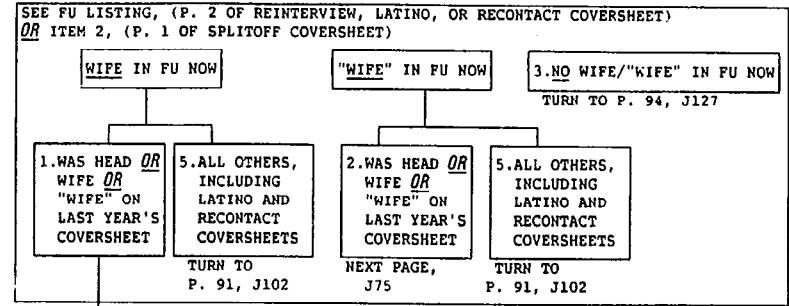 SEE FU LISTING, (P. 2 OF REINTERVIEW, LATINO, OR RECONTACT COVERSHEET)
OR ITEM 2, (P. 1 OF SPLITOFF COVERSHEET)
WIFE IN FU NOW
"WIFE" IN FU NOW
3.NO WIFE/"WIFE" IN FU NOW
TURN TO P. 94, J127
1.WAS HEAD OR
WIFE OR
"WIFE" ON
LAST YEAR'S
COVERSHEET
5.ALL OTHERS,
INCLUDING
LATINO AND
RECONTACT
COVERSHEETS
TURN TO
P. 91, J102
2.WAS HEAD OR
WIFE OR
"WIFE" ON
LAST YEAR'S
COVERSHEET
NEXT PAGE,
J75
5.ALL OTHERS,
INCLUDING
LATINO AND
RECONTACT
COVERSHEETS
TURN TO
P. 91, J102